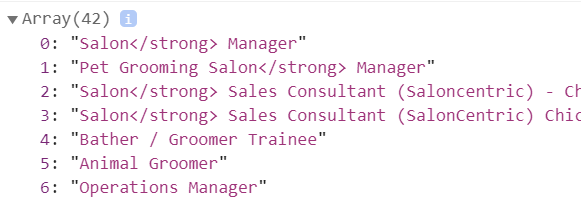 ▼Array(42) i
0: "Salon</strong> Manager"
1: "Pet Grooming Salon</strong> Manager"
2: "Salon</strong> Sales Consultant (Saloncentric) - Ch
3: "Salon</strong> Sales Consultant (SalonCentric) Chic
4: "Bather / Groomer Trainee"
5: "Animal Groomer"
6: "Operations Manager"